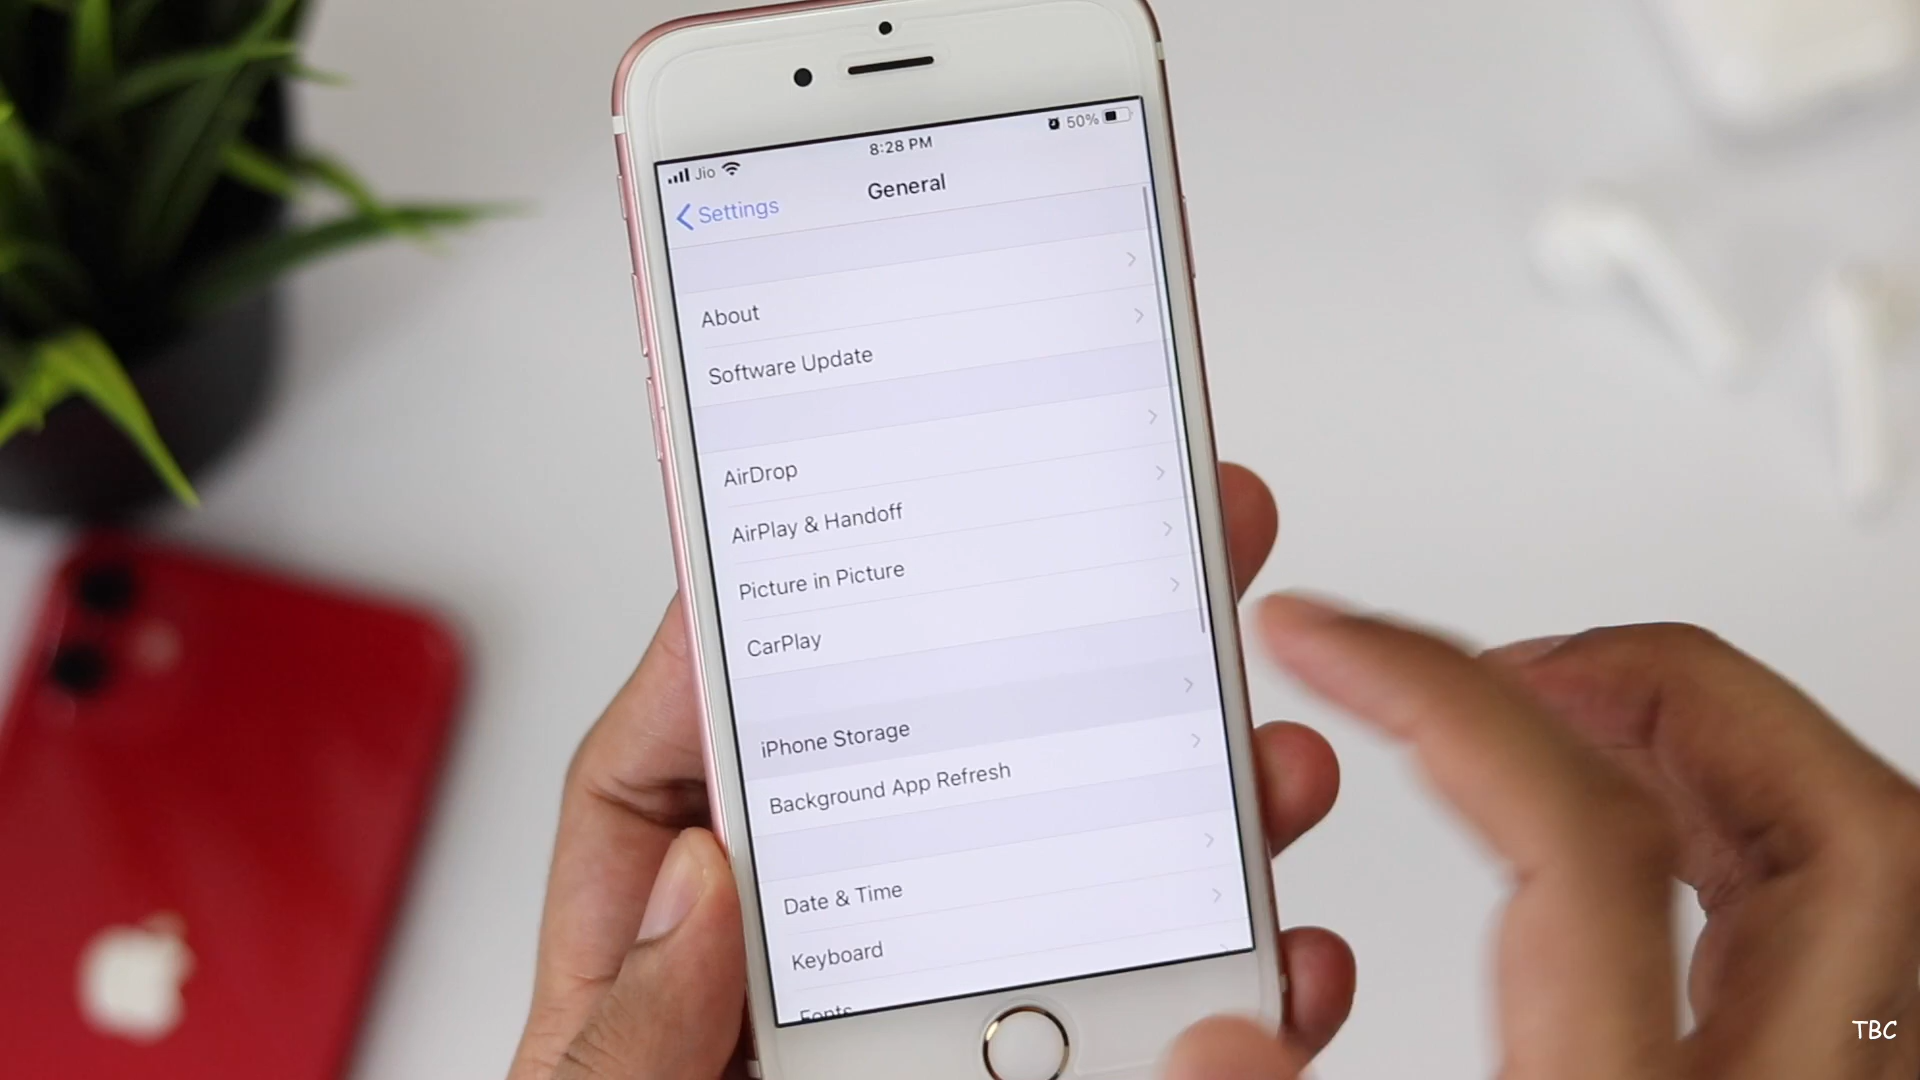 Jio 8:28 PM 50%
Settings General
About
Software Update
AirDrop
AirPlay & Handoff
Picture in Picture
CarPlay
iPhone Storage
Background App Refresh
Date & Time
Keyboard
Fonts
TBC